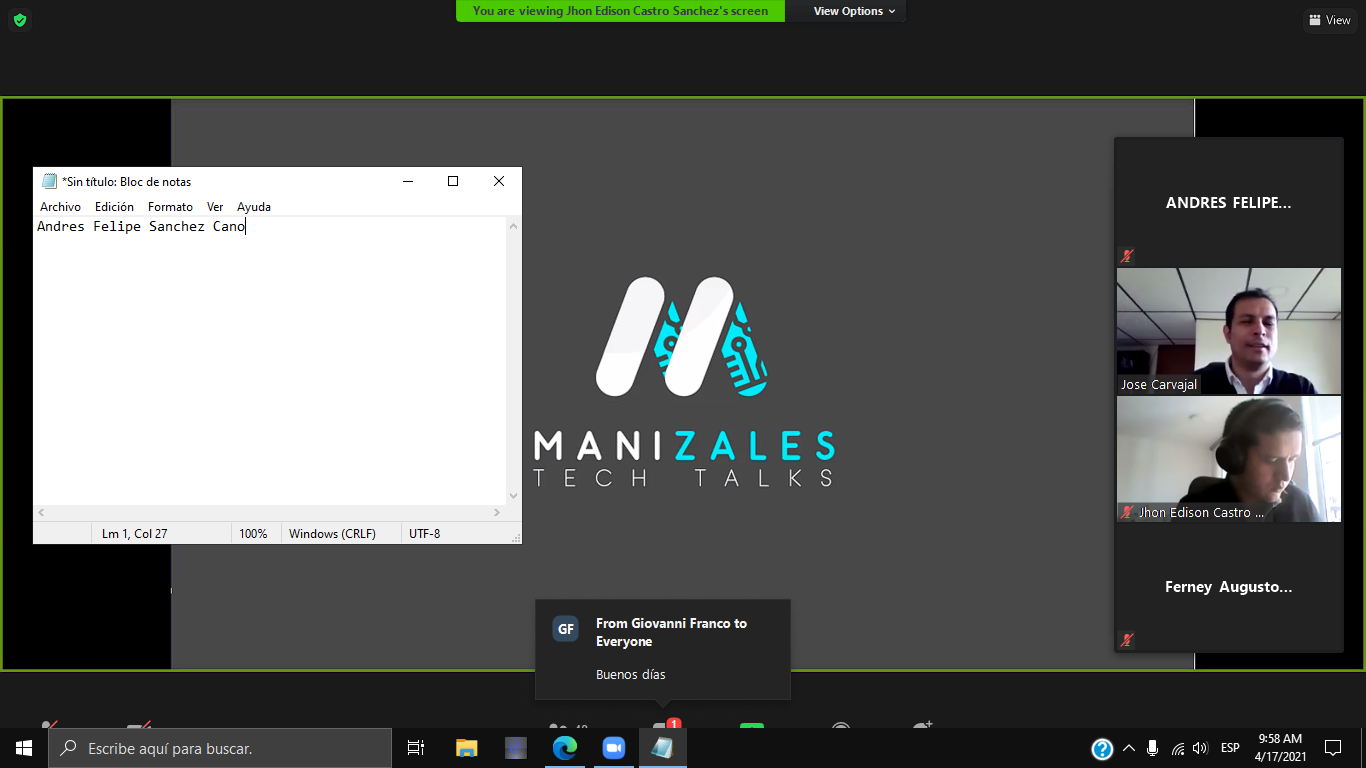 You are viewing Jhon Edison Castro Sanchez's screen
View Options
View
*Sin título: Bloc de notas
Archivo Edición Formato Ver Ayuda
Andres Felipe Sanchez Cano
Lm 1, Col 27 100% Windows (CRLF) UTF-8
MANIZALES
TECH TALKS
ANDRES FELIPE...
Jose Carvajal
Jhon Edison Castro ...
Ferney Augusto...
GF
From Giovanni Franco to
Everyone
Buenos días
1
Escribe aquí para buscar.
ESP
9:58 AM
4/17/2021